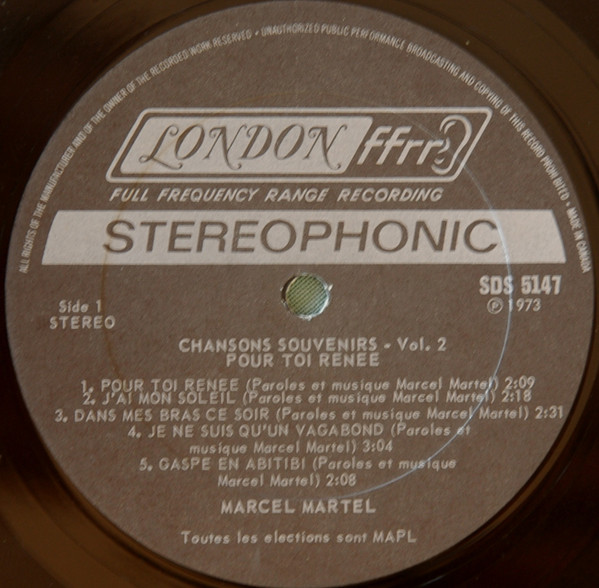 ALL RIGHTS OF THE MANUFACTURER AND OF THE OWNER OF THE RECORDED WORK RESERVED • UNAUTHORIZED PUBLIC PERFORMANCE BROADCASTING AND COPYING OF THIS RECORD PROHIBITED • MADE IN CANADA
LONDON ffrr
FULL FREQUENCY RANGE RECORDING
STEREOPHONIC
SDS 5147
Ⓟ 1973
Side 1
STEREO
CHANSONS SOUVENIRS - Vol. 2
POUR TOI RENEE
1. POUR TOI RENEE (Paroles et musique Marcel Martel) 2:09
2. J'AI MON SOLEIL (Paroles et musique Marcel Martel) 2:18
3. DANS MES BRAS CE SOIR (Paroles et musique Marcel Martel) 2:31
4. JE NE SUIS QU'UN VAGABOND (Paroles et
musique Marcel Martel) 3:04
5. GASPE EN ABITIBI (Paroles et musique
Marcel Martel) 2:08
MARCEL MARTEL
Toutes les elections sont MAPL